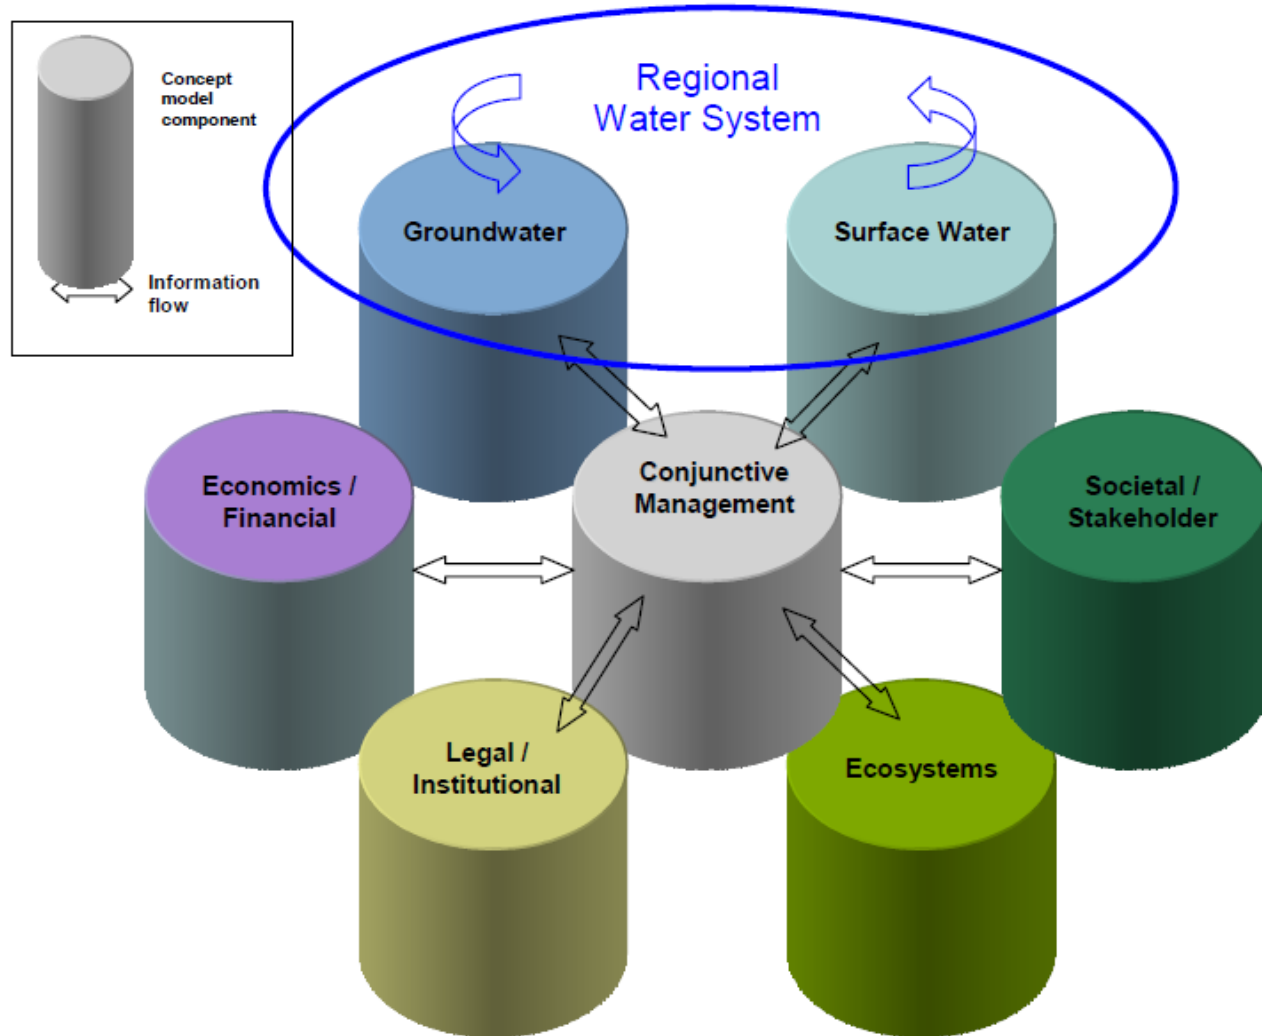 Concept
model
component
Information
flow
Regional
Water System
Groundwater
Surface Water
Economics /
Financial
Conjunctive
Management
Societal /
Stakeholder
Legal /
Institutional
Ecosystems